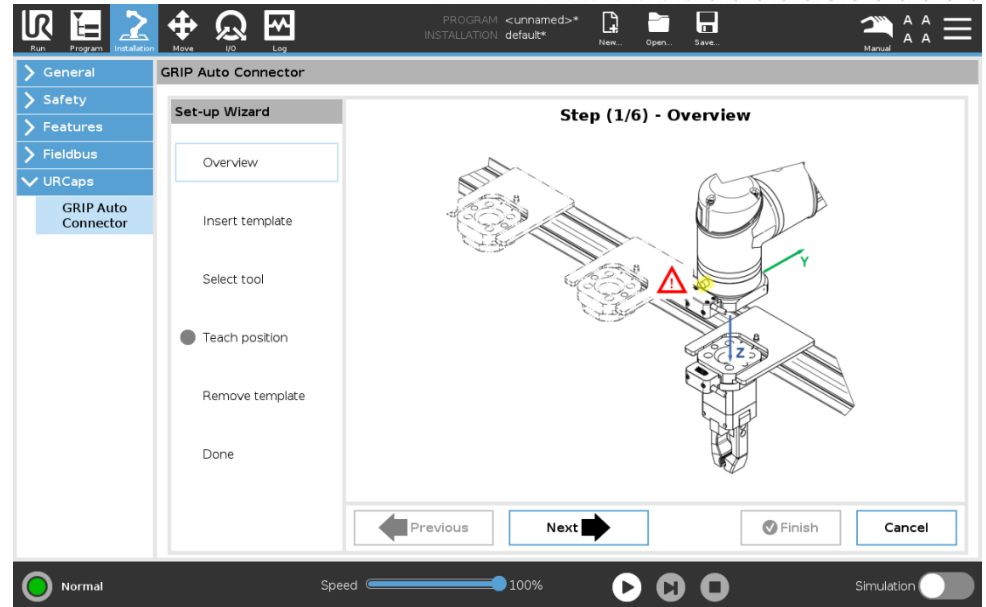 PROGRAM <unnamed>*
INSTALLATION default*
Run
Program
Installation
Move
I/O
Log
New...
Open...
Save...
Manual
A A
A A
General
Safety
Features
Fieldbus
URCaps
GRIP Auto
Connector
GRIP Auto Connector
Set-up Wizard
Overview
Insert template
Select tool
Teach position
Remove template
Done
Step (1/6) - Overview
!
Y
Z
Previous
Next
Finish
Cancel
Normal
Speed
100%
Simulation